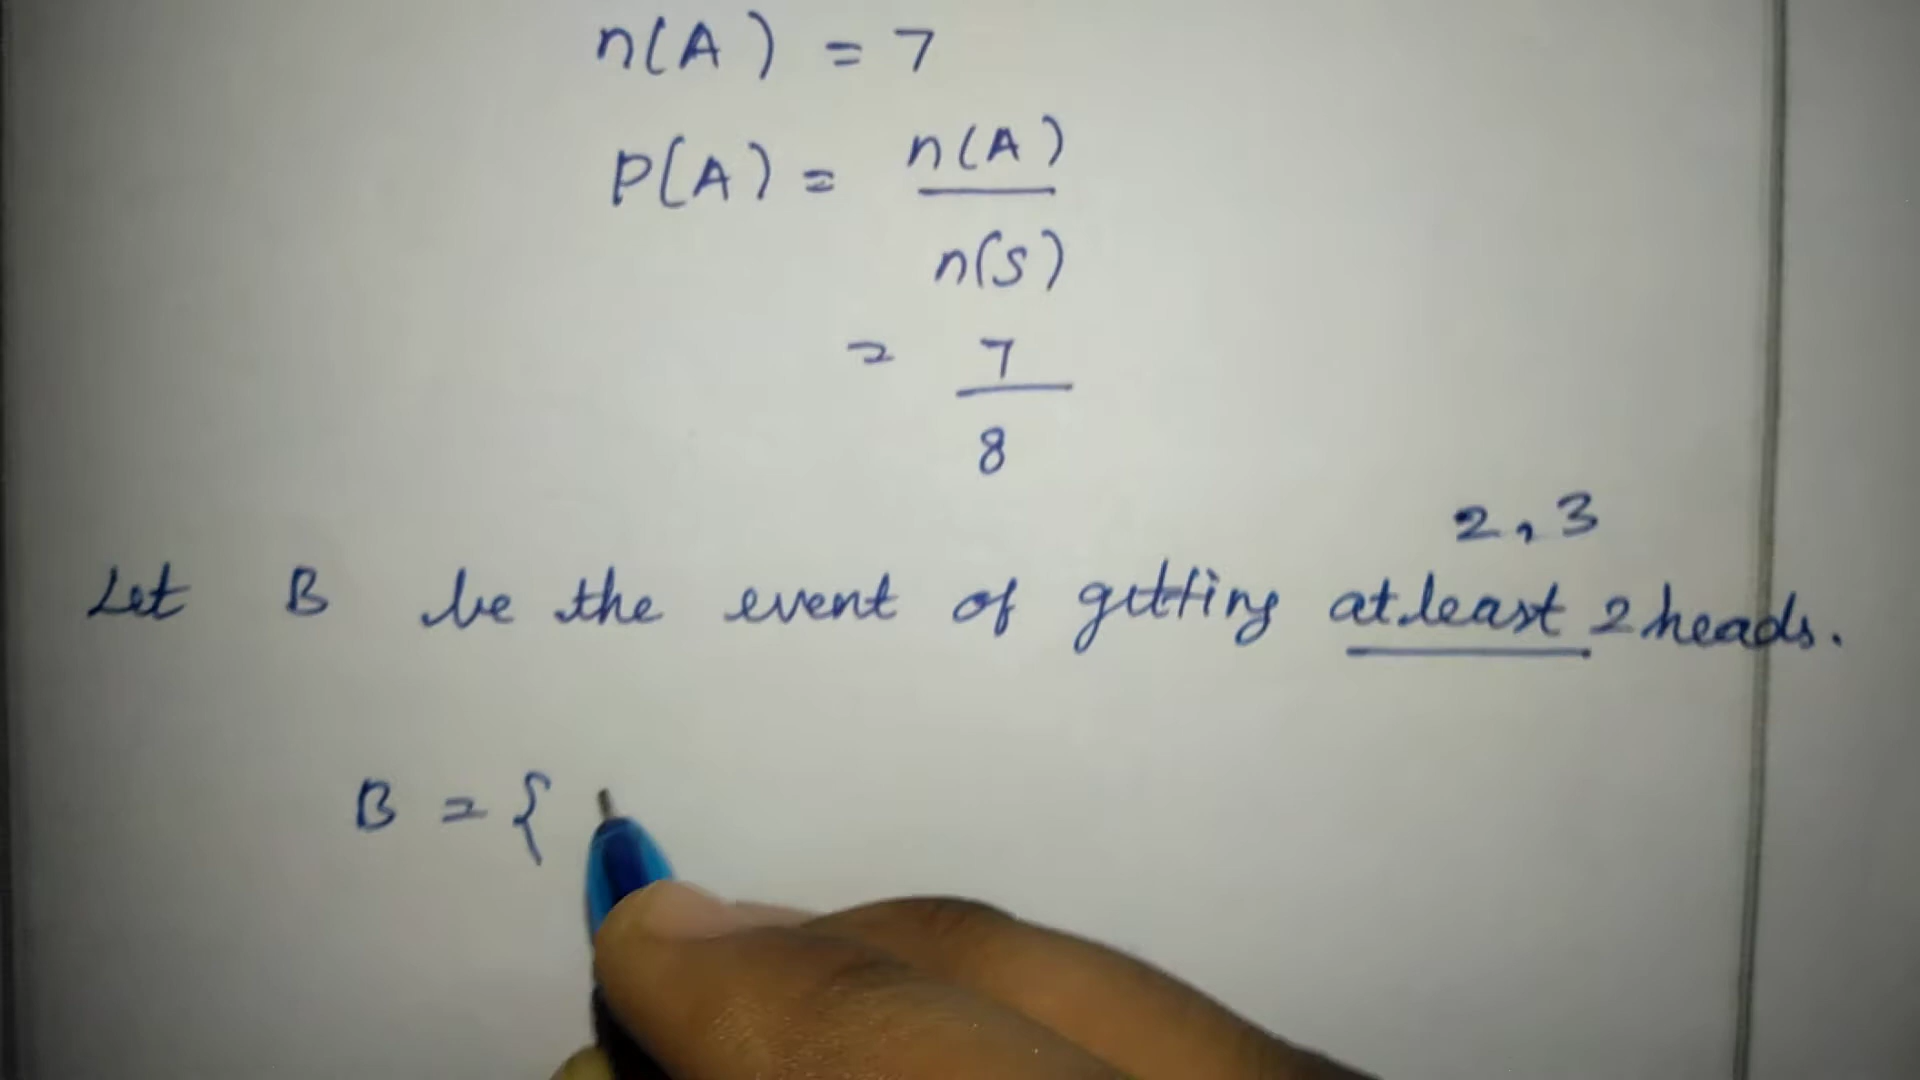 n(A) = 7
P(A) = n(A)
n(S)
= 7
8
2, 3
Let B be the event of getting atleast 2 heads.
B = {